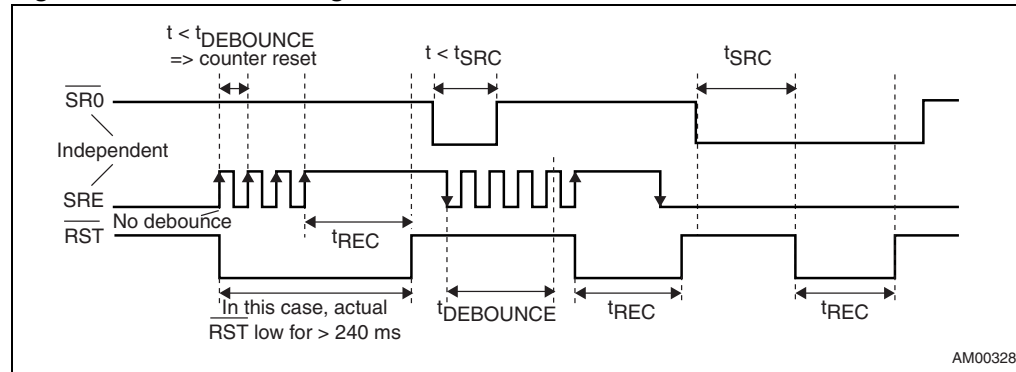 t < tDEBOUNCE
=> counter reset
t < tSRC
tSRC
SR0
Independent
SRE
No debounce
RST
tREC
In this case, actual
RST low for > 240 ms
tDEBOUNCE
tREC
tREC
AM00328